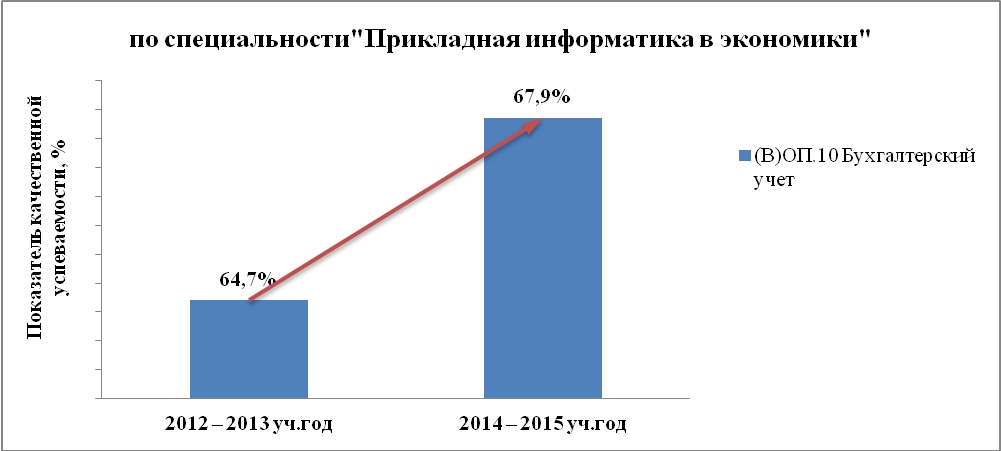 по специальности"Прикладная информатика в экономики"
Показатель качественной
успеваемости, %
67,9%
64,7%
(В)ОП.10 Бухгалтерский
учет
2012 – 2013 уч.год
2014 – 2015 уч.год